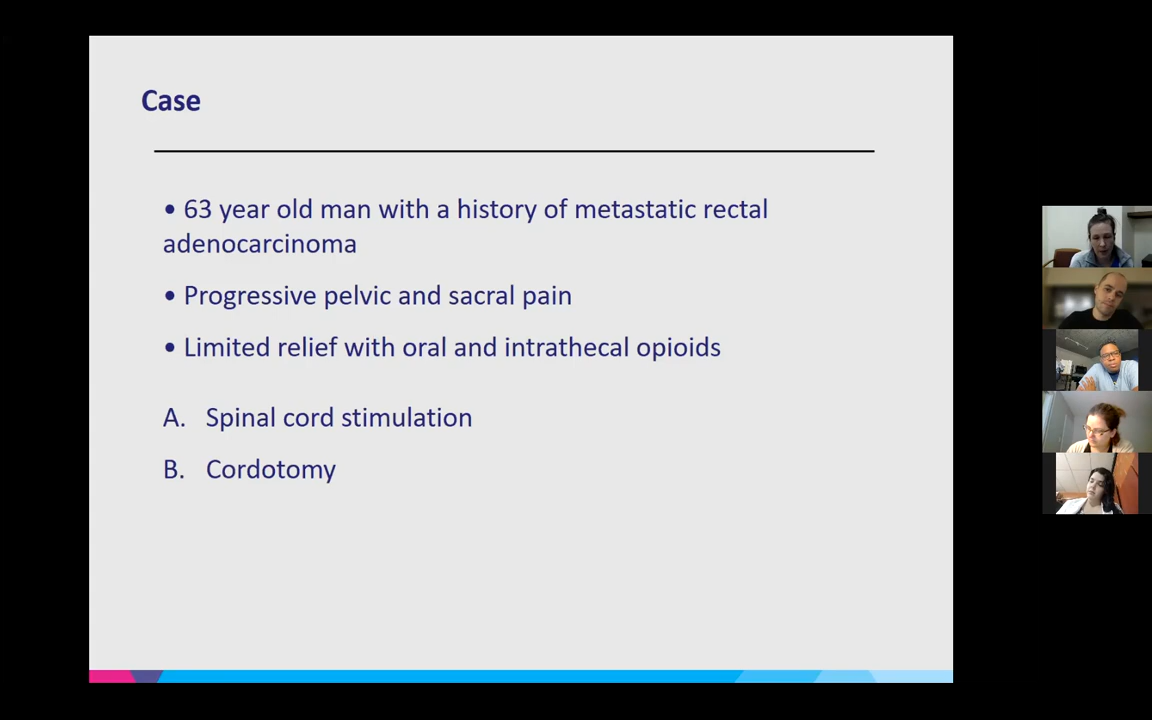 Case
• 63 year old man with a history of metastatic rectal
adenocarcinoma
• Progressive pelvic and sacral pain
• Limited relief with oral and intrathecal opioids
A. Spinal cord stimulation
B. Cordotomy